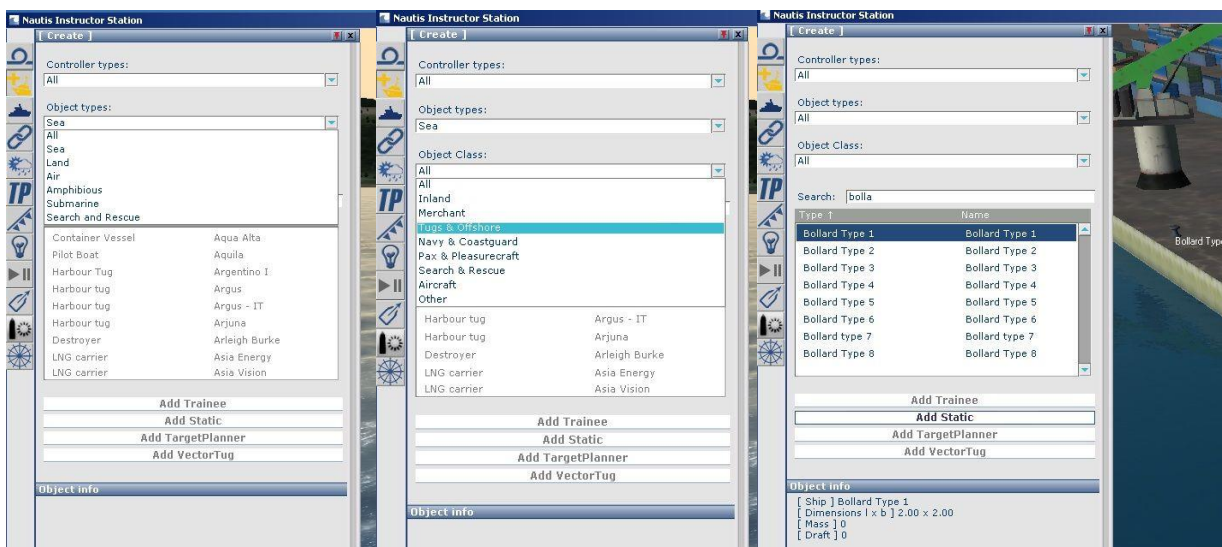 Nautis Instructor Station
[ Create ]
Controller types:
All
Object types:
Sea
All
Sea
Land
Air
Amphibious
Submarine
Search and Rescue
Container Vessel Aqua Alta
Pilot Boat Aquila
Harbour Tug Argentino I
Harbour tug Argus
Harbour tug Argus - IT
Harbour tug Arjuna
Destroyer Arleigh Burke
LNG carrier Asia Energy
LNG carrier Asia Vision
Add Trainee
Add Static
Add TargetPlanner
Add VectorTug
Object info
TP
Nautis Instructor Station
[ Create ]
Controller types:
All
Object types:
Sea
Object Class:
All
All
Inland
Merchant
Tugs & Offshore
Navy & Coastguard
Pax & Pleasurecraft
Search & Rescue
Aircraft
Other
Harbour tug Argus - IT
Harbour tug Arjuna
Destroyer Arleigh Burke
LNG carrier Asia Energy
LNG carrier Asia Vision
Add Trainee
Add Static
Add TargetPlanner
Add VectorTug
Object info
TP
Nautis Instructor Station
[ Create ]
Controller types:
All
Object types:
All
Object Class:
All
Search: bolla
Type ↑ Name
Bollard Type 1 Bollard Type 1
Bollard Type 2 Bollard Type 2
Bollard Type 3 Bollard Type 3
Bollard Type 4 Bollard Type 4
Bollard Type 5 Bollard Type 5
Bollard Type 6 Bollard Type 6
Bollard type 7 Bollard type 7
Bollard Type 8 Bollard Type 8
Add Trainee
Add Static
Add TargetPlanner
Add VectorTug
Object info
[ Ship ] Bollard Type 1
[ Dimensions l x b ] 2.00 x 2.00
[ Mass ] 0
[ Draft ] 0
TP
Bollard Type